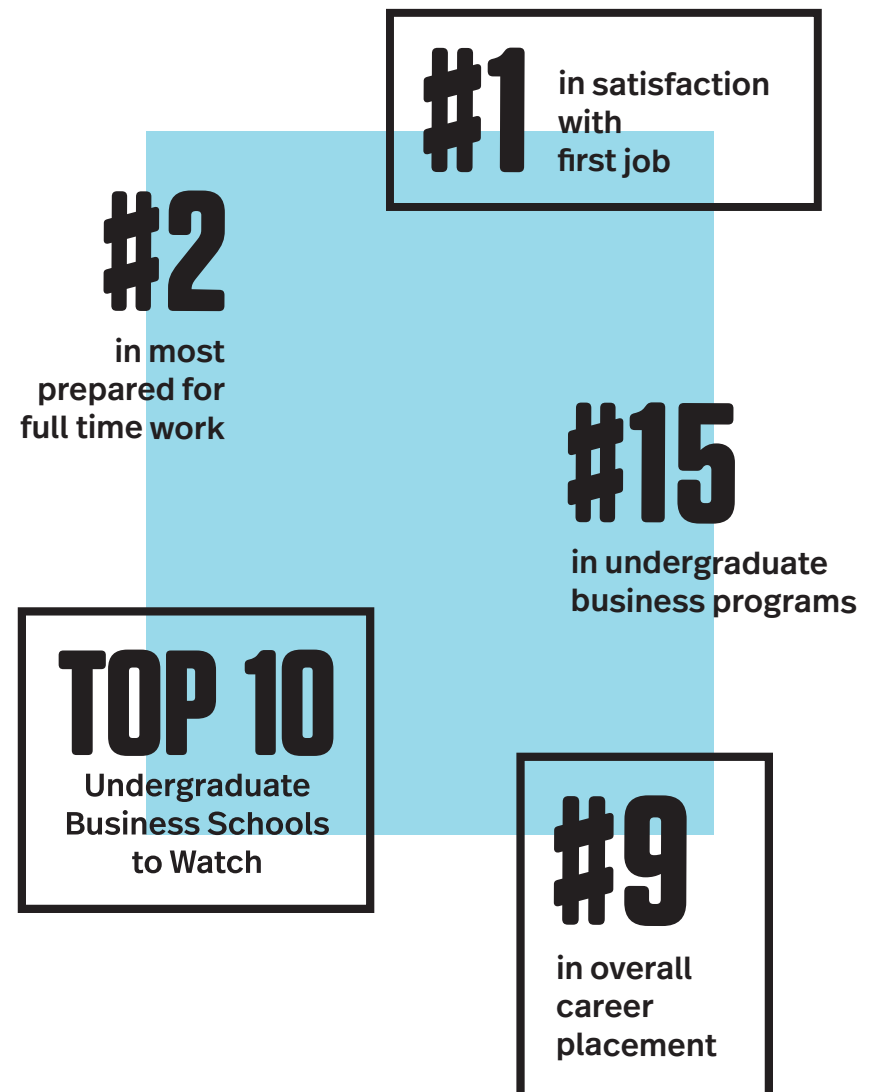 #1
in satisfaction
with
first job
#2
in most
prepared for
full time work
#15
in undergraduate
business programs
TOP 10
Undergraduate
Business Schools
to Watch
#9
in overall
career
placement